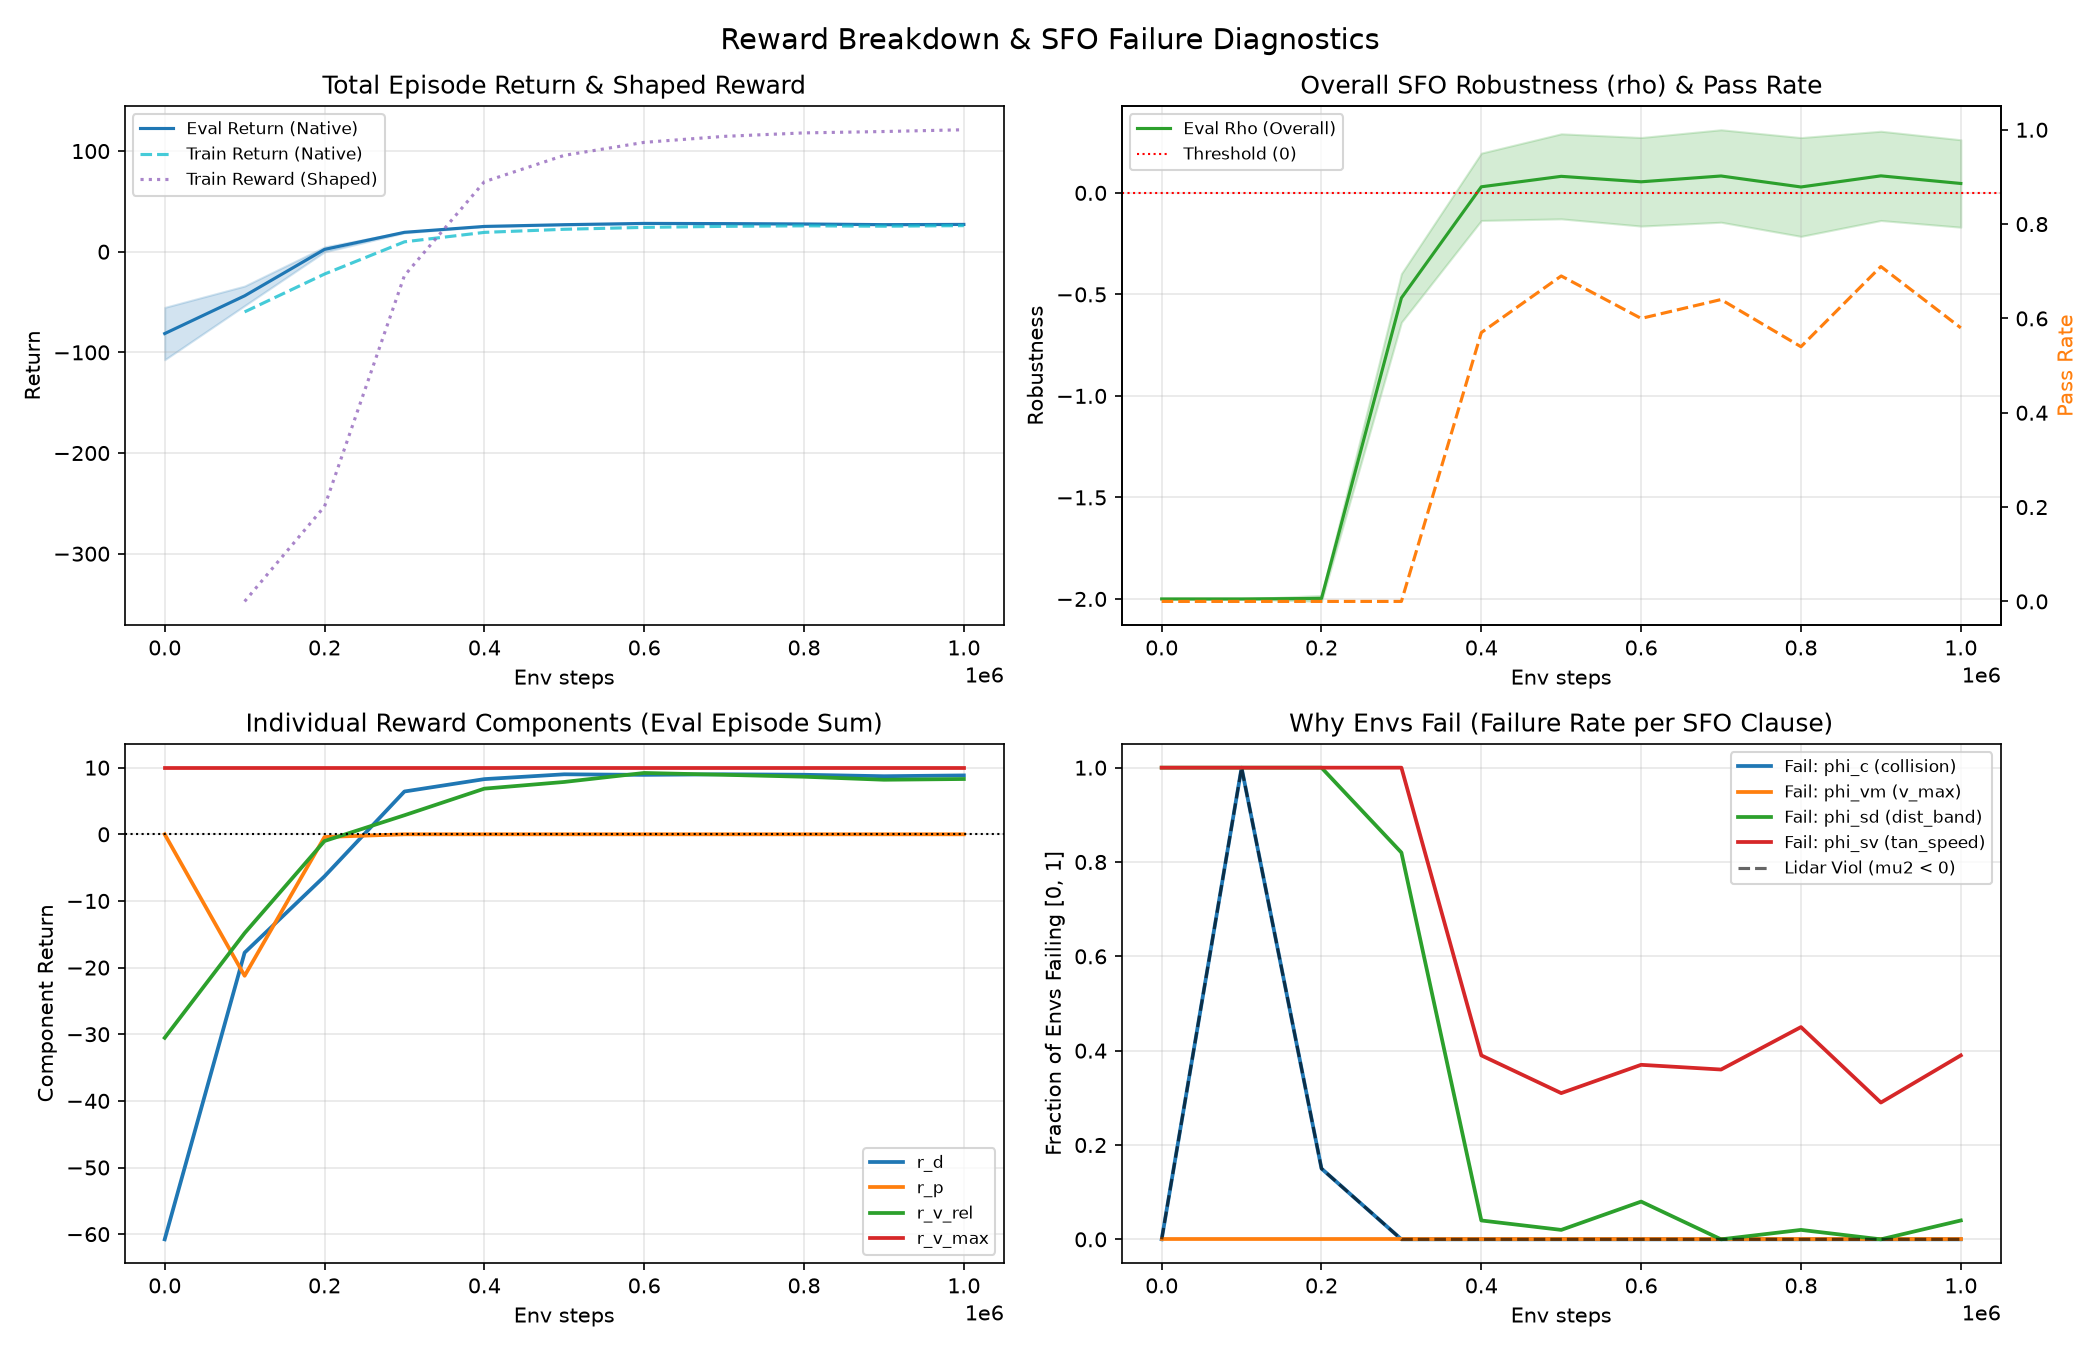 Reward Breakdown & SFO Failure Diagnostics
Total Episode Return & Shaped Reward
Eval Return (Native)
Train Return (Native)
Train Reward (Shaped)
100
0
−100
−200
−300
Return
0.0 0.2 0.4 0.6 0.8 1.0
1e6
Env steps
Overall SFO Robustness (rho) & Pass Rate
Eval Rho (Overall)
Threshold (0)
0.0
−0.5
−1.0
−1.5
−2.0
Robustness
1.0
0.8
0.6
0.4
0.2
0.0
Pass Rate
0.0 0.2 0.4 0.6 0.8 1.0
1e6
Env steps
Individual Reward Components (Eval Episode Sum)
10
0
−10
−20
−30
−40
−50
−60
Component Return
r_d
r_p
r_v_rel
r_v_max
0.0 0.2 0.4 0.6 0.8 1.0
1e6
Env steps
Why Envs Fail (Failure Rate per SFO Clause)
Fail: phi_c (collision)
Fail: phi_vm (v_max)
Fail: phi_sd (dist_band)
Fail: phi_sv (tan_speed)
Lidar Viol (mu2 < 0)
1.0
0.8
0.6
0.4
0.2
0.0
Fraction of Envs Failing [0, 1]
0.0 0.2 0.4 0.6 0.8 1.0
1e6
Env steps